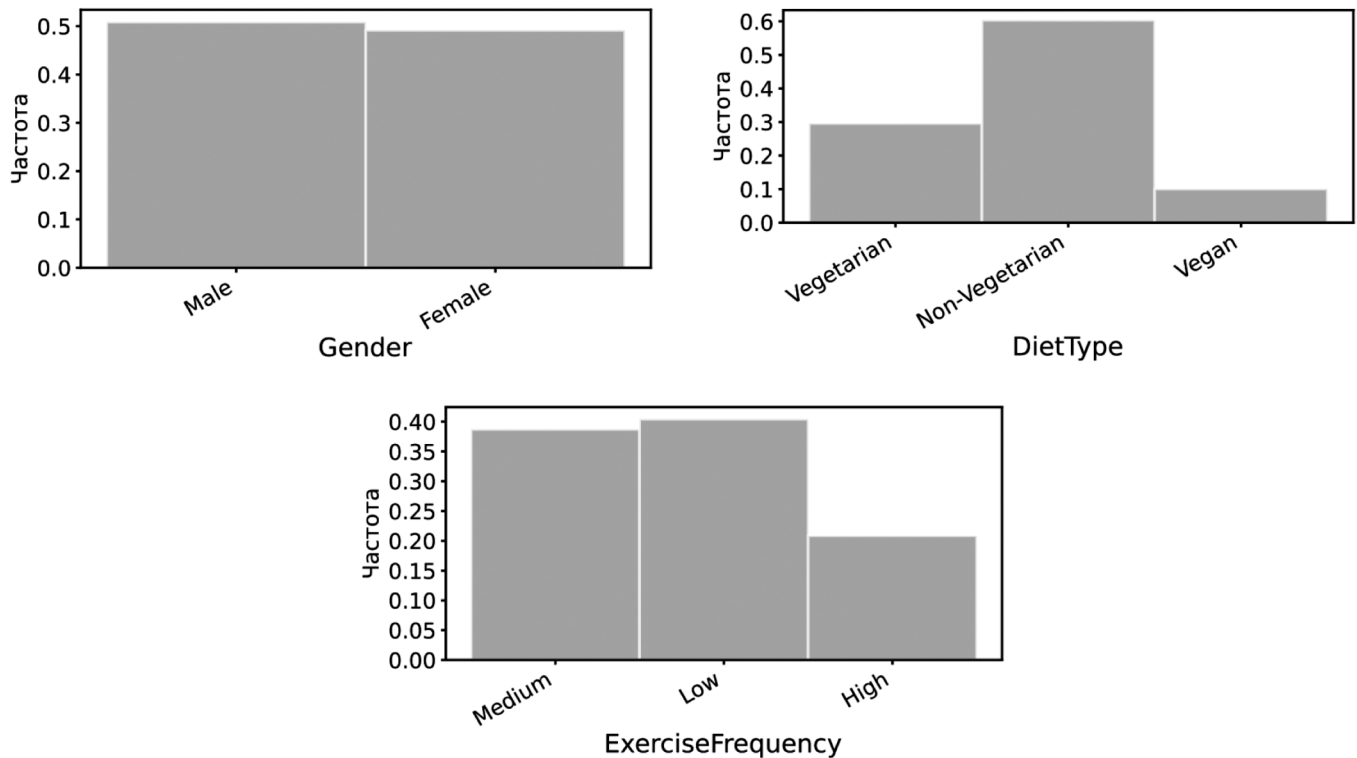 0.5
0.4
0.3
0.2
0.1
0.0
Частота
Male
Female
Gender
0.6
0.5
0.4
0.3
0.2
0.1
0.0
Частота
Vegetarian
Non-Vegetarian
Vegan
DietType
0.40
0.35
0.30
0.25
0.20
0.15
0.10
0.05
0.00
Частота
Medium
Low
High
ExerciseFrequency